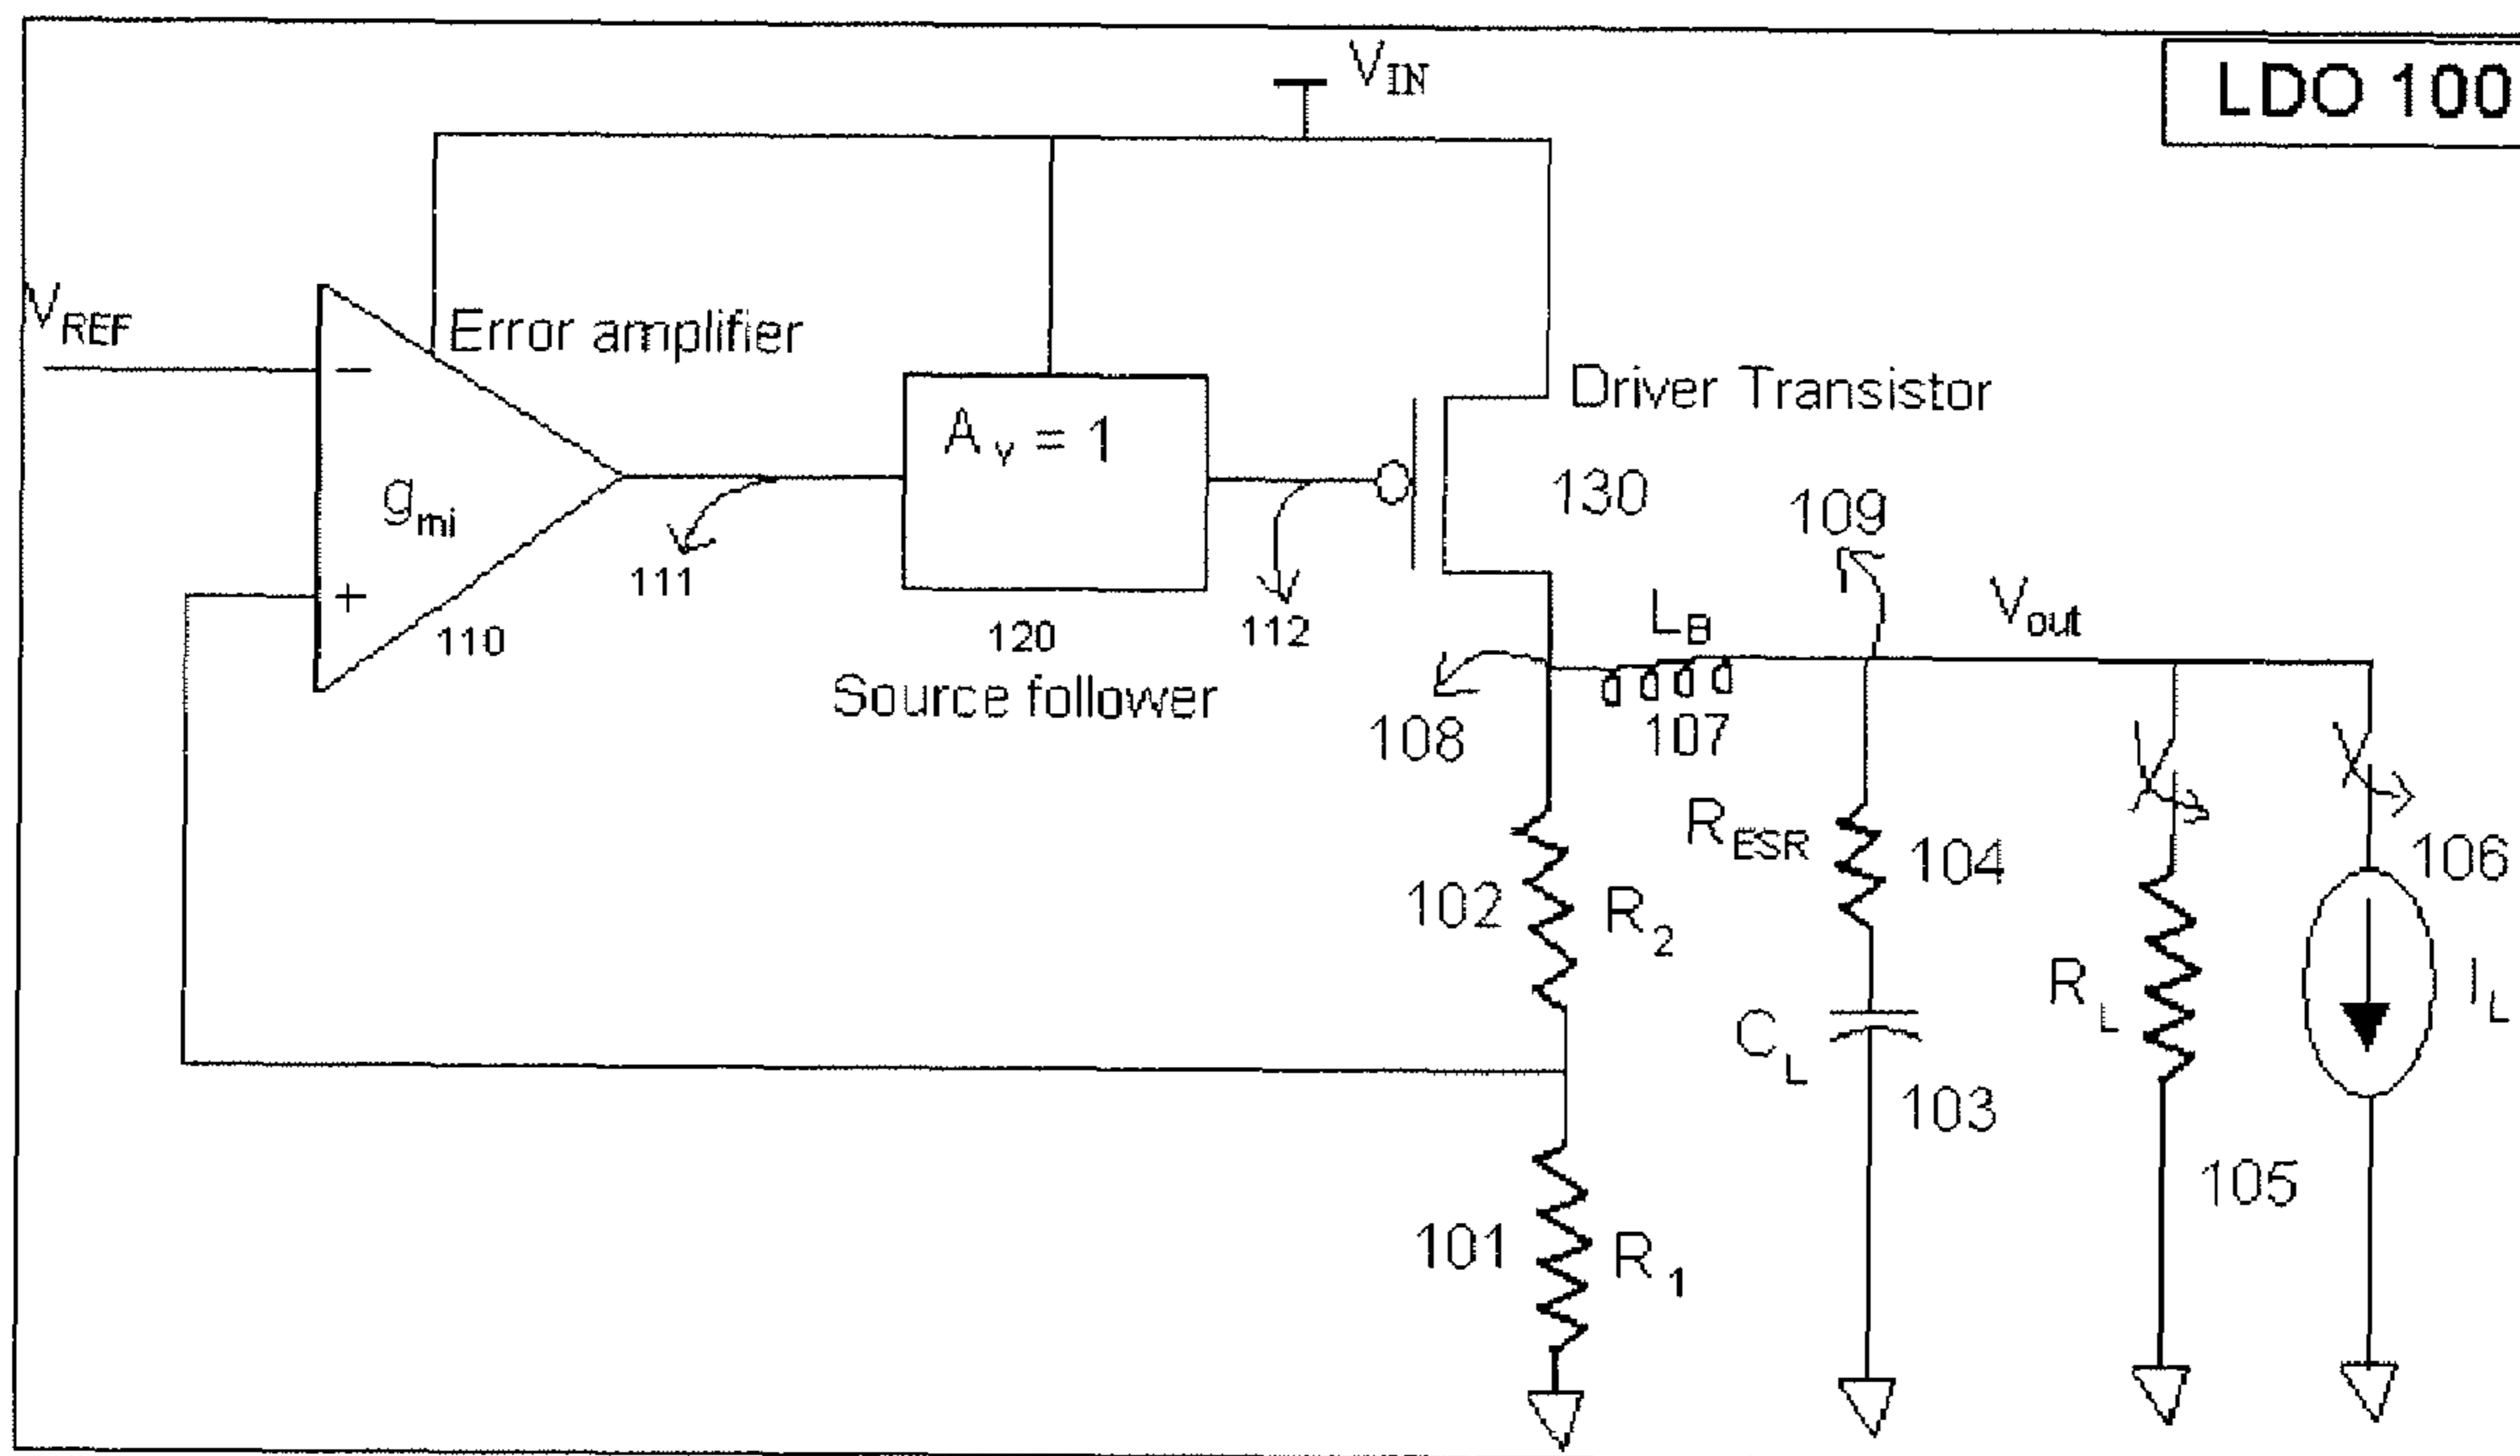 V_IN
LDO 100
V_REF
Error amplifier
−
A_v = 1
Driver Transistor
g_mi
130
109
111
+
110
120
112
L_B
V_out
Source follower
108
107
R_ESR
104
106
102
R_2
R_L
I_L
C_L
103
105
101
R_1